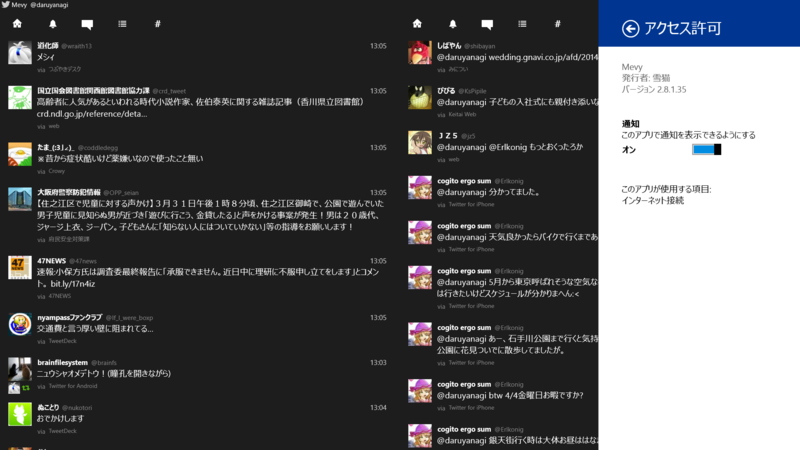 Mevy @daruyanagi
#
道化師 @wraith13 13:05
メシィ
via つぶやきデスク
国立国会図書館関西館図書館協力課 @crd_tweet 13:05
高齢者に人気があるといわれる時代小説作家、佐伯泰英に関する雑誌記事（香川県立図書館）
crd.ndl.go.jp/reference/deta...
via web
@coddledegg 13:05
※昔から症状酷いけど薬嫌いなので使ったこと無い
via Crowy
大阪府警察防犯情報 @OPP_seian 13:05
【住之江区で児童に対する声かけ】３月３１日午後１時８分頃、住之江区御崎で、公園で遊んでいた
男子児童に見知らぬ男が近づき「遊びに行こう、金貸したる」と声をかける事案が発生！男は２０歳代、
ジャージ上衣、ジーパン。子どもさんに「知らない人にはついていかない」等の指導をお願いします！
via 府民安全対策課
47NEWS @47news 13:05
速報:小保方氏は調査委最終報告に「承服できません。近日中に理研に不服申し立てをします」とコメン
ト。 bit.ly/17n4iz
via 47NEWS
nyampassファンクラブ @If_I_were_boxp 13:05
交通費と言う厚い壁に阻まれてる...
via TweetDeck
brainfilesystem @brainfs 13:03
ニュウシャオメデトウ！(瞳孔を開きながら)
via Twitter for Android
ぬことり @nukotori 13:04
おでかけします
via TweetDeck
#
しばやん @shibayan
@daruyanagi wedding.gnavi.co.jp/afd/2014
via みについ
びびる @KsPipile
@daruyanagi 子どもの入社式にも親付き添いな
via Keitai Web
ＪＺ５ @jz5
@daruyanagi @Erlkonig もっとおくったろか
via web
cogito ergo sum @Erlkonig
@daruyanagi 分かってました。
via Twitter for iPhone
cogito ergo sum @Erlkonig
@daruyanagi 天気良かったらバイクで行くまであ
via Twitter for iPhone
cogito ergo sum @Erlkonig
@daruyanagi 5月から東京呼ばれそうな空気な
は行きたいけどスケジュールが分かりまへん:<
via Twitter for iPhone
cogito ergo sum @Erlkonig
@daruyanagi あー、石手川公園まで行くと気持
公園に花見ついでに散歩してましたが。
via Twitter for iPhone
cogito ergo sum @Erlkonig
@daruyanagi btw 4/4金曜日お暇ですか?
via Twitter for iPhone
cogito ergo sum @Erlkonig
@daruyanagi 銀天街行く時は大体お昼ははな
via Twitter for iPhone
アクセス許可
Mevy
発行者: 雪猫
バージョン 2.8.1.35
通知
このアプリで通知を表示できるようにする
オン
このアプリが使用する項目:
インターネット接続